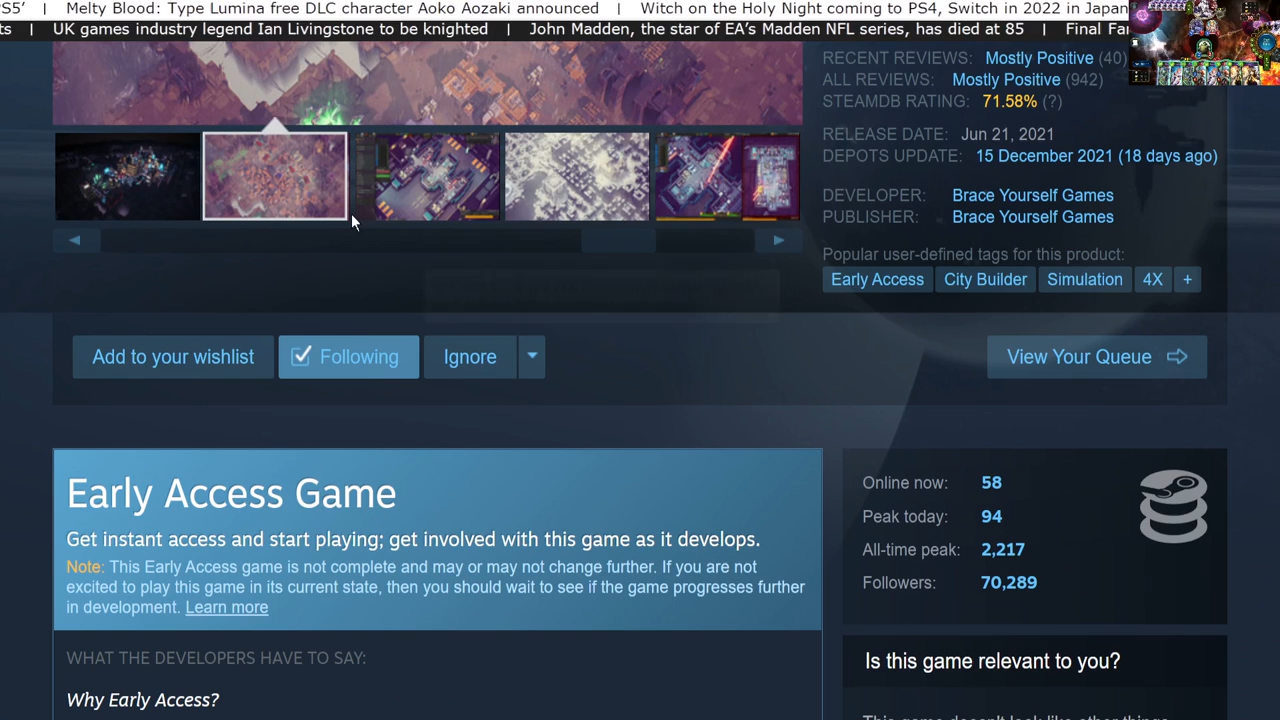 PS5’ Melty Blood: Type Lumina free DLC character Aoko Aozaki announced | Witch on the Holy Night coming to PS4, Switch in 2022 in Japan
ts | UK games industry legend Ian Livingstone to be knighted | John Madden, the star of EA’s Madden NFL series, has died at 85 | Final Fa
RECENT REVIEWS: Mostly Positive (40)
ALL REVIEWS: Mostly Positive (942)
STEAMDB RATING: 71.58% (?)
RELEASE DATE: Jun 21, 2021
DEPOTS UPDATE: 15 December 2021 (18 days ago)
DEVELOPER: Brace Yourself Games
PUBLISHER: Brace Yourself Games
Popular user-defined tags for this product:
Early Access City Builder Simulation 4X +
Add to your wishlist Following Ignore View Your Queue
Early Access Game
Get instant access and start playing; get involved with this game as it develops.
Note: This Early Access game is not complete and may or may not change further. If you are not
excited to play this game in its current state, then you should wait to see if the game progresses further
in development. Learn more
WHAT THE DEVELOPERS HAVE TO SAY:
Why Early Access?
Online now: 58
Peak today: 94
All-time peak: 2,217
Followers: 70,289
Is this game relevant to you?